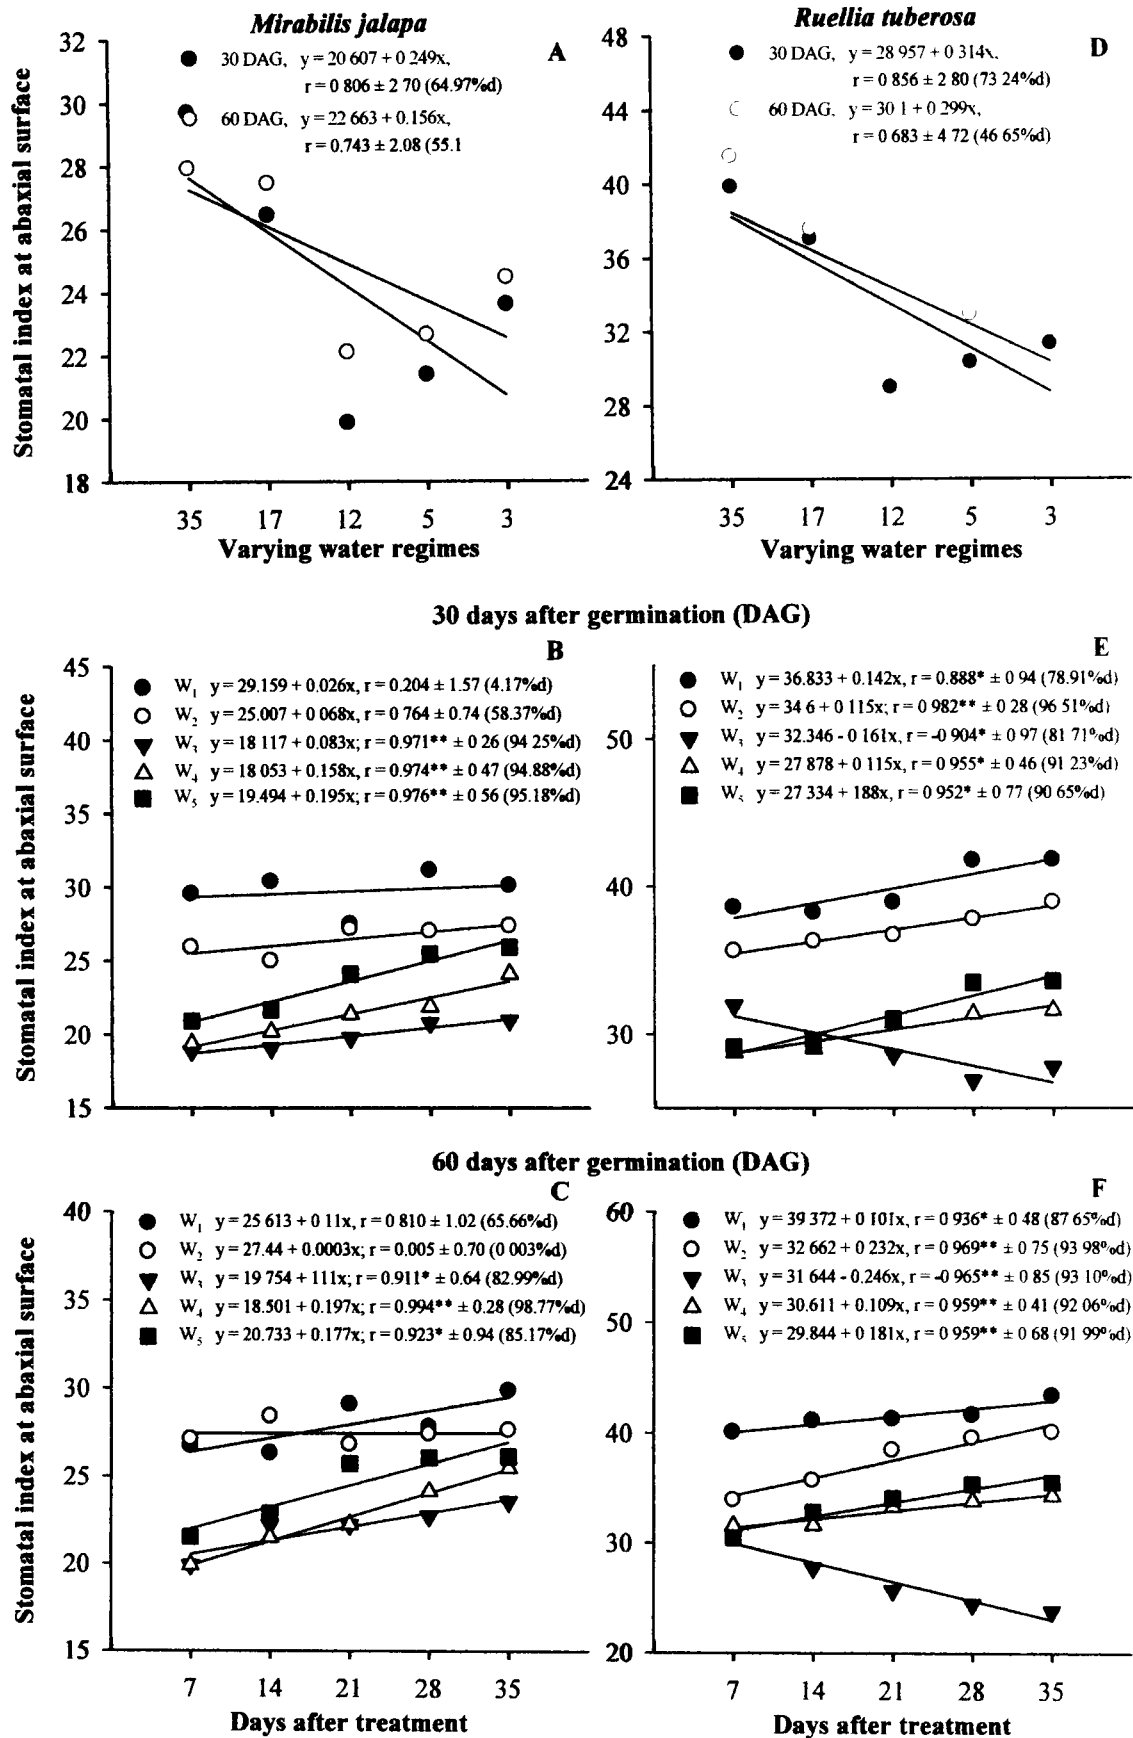 Mirabilis jalapa
Ruellia tuberosa
A
30 DAG, y = 20 607 + 0 249x,
r = 0 806 ± 2 70 (64.97%d)
60 DAG, y = 22 663 + 0.156x,
r = 0.743 ± 2.08 (55.1
Stomatal index at abaxial surface
32
30
28
26
24
22
20
18
35 17 12 5 3
Varying water regimes
D
30 DAG, y = 28 957 + 0 314x,
r = 0 856 ± 2 80 (73 24%d)
60 DAG, y = 30 1 + 0 299x,
r = 0 683 ± 4 72 (46 65%d)
48
44
40
36
32
28
24
35 17 12 5 3
Varying water regimes
30 days after germination (DAG)
B
W1 y = 29.159 + 0.026x, r = 0.204 ± 1.57 (4.17%d)
W2 y = 25.007 + 0 068x, r = 0 764 ± 0.74 (58.37%d)
W3 y = 18 117 + 0.083x; r = 0.971** ± 0 26 (94 25%d)
W4 y = 18 053 + 0.158x, r = 0.974** ± 0 47 (94.88%d)
W5 y = 19.494 + 0.195x; r = 0.976** ± 0 56 (95.18%d)
Stomatal index at abaxial surface
45
40
35
30
25
20
15
E
W1 y = 36.833 + 0.142x, r = 0.888* ± 0 94 (78.91%d)
W2 y = 34 6 + 0 115x; r = 0 982** ± 0 28 (96 51%d)
W3 y = 32.346 - 0 161x, r = -0 904* ± 0 97 (81 71%d)
W4 y = 27 878 + 0 115x, r = 0 955* ± 0 46 (91 23%d)
W5 y = 27 334 + 188x, r = 0 952* ± 0 77 (90 65%d)
50
40
30
60 days after germination (DAG)
C
W1 y = 25 613 + 0 11x, r = 0 810 ± 1.02 (65.66%d)
W2 y = 27.44 + 0.0003x; r = 0.005 ± 0.70 (0 003%d)
W3 y = 19 754 + 111x; r = 0.911* ± 0.64 (82.99%d)
W4 y = 18.501 + 0.197x; r = 0.994** ± 0.28 (98.77%d)
W5 y = 20.733 + 0.177x; r = 0.923* ± 0.94 (85.17%d)
Stomatal index at abaxial surface
40
35
30
25
20
15
7 14 21 28 35
Days after treatment
F
W1 y = 39 372 + 0 101x, r = 0 936* ± 0 48 (87 65%d)
W2 y = 32 662 + 0 232x, r = 0 969** ± 0 75 (93 98%d)
W3 y = 31 644 - 0.246x, r = -0 965** ± 0 85 (93 10%d)
W4 y = 30.611 + 0.109x, r = 0 959** ± 0 41 (92 06%d)
W5 y = 29.844 + 0 181x, r = 0 959** ± 0 68 (91 99%d)
60
50
40
30
20
7 14 21 28 35
Days after treatment